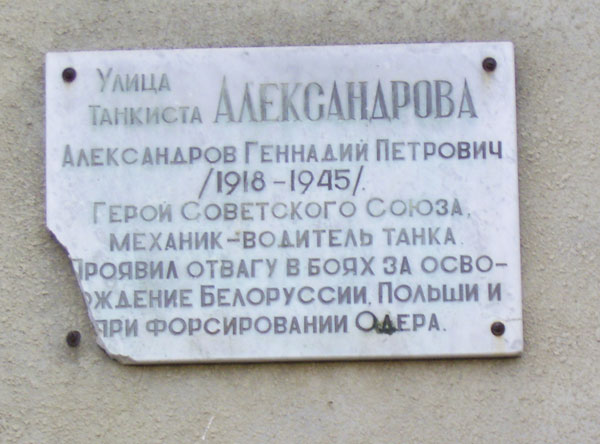 Улица
Танкиста АЛЕКСАНДРОВА
АЛЕКСАНДРОВ ГЕННАДИЙ ПЕТРОВИЧ
/1918-1945/.
ГЕРОЙ СОВЕТСКОГО СОЮЗА,
МЕХАНИК-ВОДИТЕЛЬ ТАНКА.
ПРОЯВИЛ ОТВАГУ В БОЯХ ЗА ОСВО-
ЖДЕНИЕ БЕЛОРУССИИ, ПОЛЬШИ И
ПРИ ФОРСИРОВАНИИ ОДЕРА.